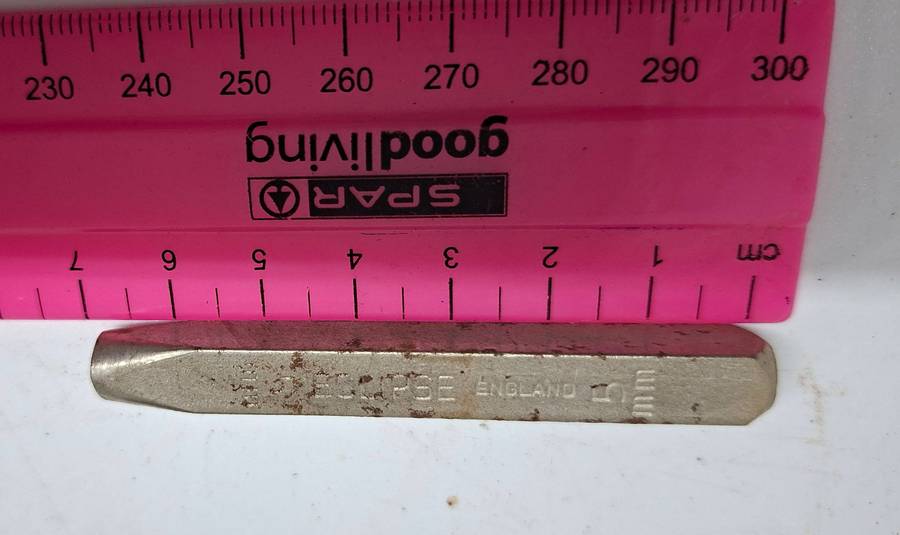 230 240 250 260 270 280 290 300
goodliving
SPAR
7 6 5 4 3 2 1 cm
ECLIPSE ENGLAND 5 mm